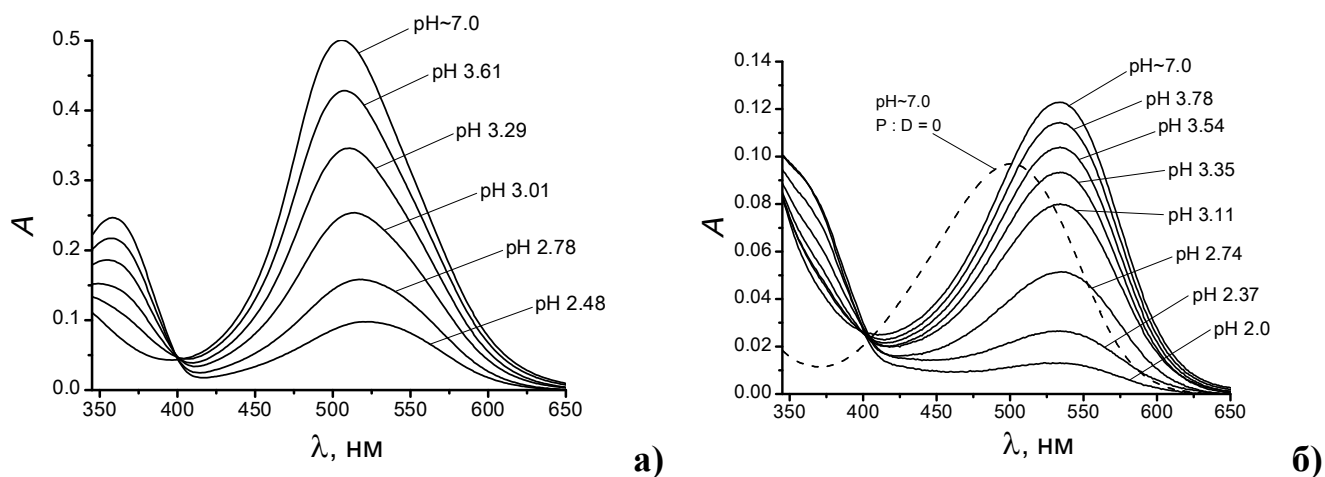 0.5
0.4
0.3
0.2
0.1
0.0
A
350 400 450 500 550 600 650
λ, нм
pH~7.0
pH 3.61
pH 3.29
pH 3.01
pH 2.78
pH 2.48
а)
0.14
0.12
0.10
0.08
0.06
0.04
0.02
0.00
A
350 400 450 500 550 600 650
λ, нм
pH~7.0
P : D = 0
pH~7.0
pH 3.78
pH 3.54
pH 3.35
pH 3.11
pH 2.74
pH 2.37
pH 2.0
б)